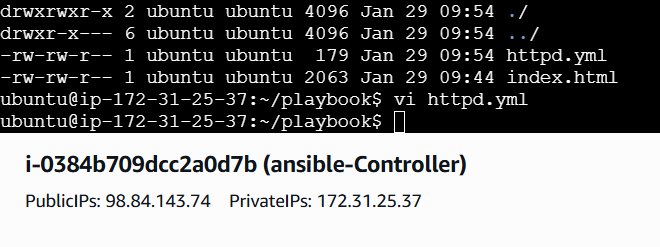 drwxrwxr-x 2 ubuntu ubuntu 4096 Jan 29 09:54 ./
drwxr-x--- 6 ubuntu ubuntu 4096 Jan 29 09:54 ../
-rw-rw-r-- 1 ubuntu ubuntu  179 Jan 29 09:54 httpd.yml
-rw-rw-r-- 1 ubuntu ubuntu 2063 Jan 29 09:44 index.html
ubuntu@ip-172-31-25-37:~/playbook$ vi httpd.yml
ubuntu@ip-172-31-25-37:~/playbook$
i-0384b709dcc2a0d7b (ansible-Controller)
PublicIPs: 98.84.143.74 PrivateIPs: 172.31.25.37